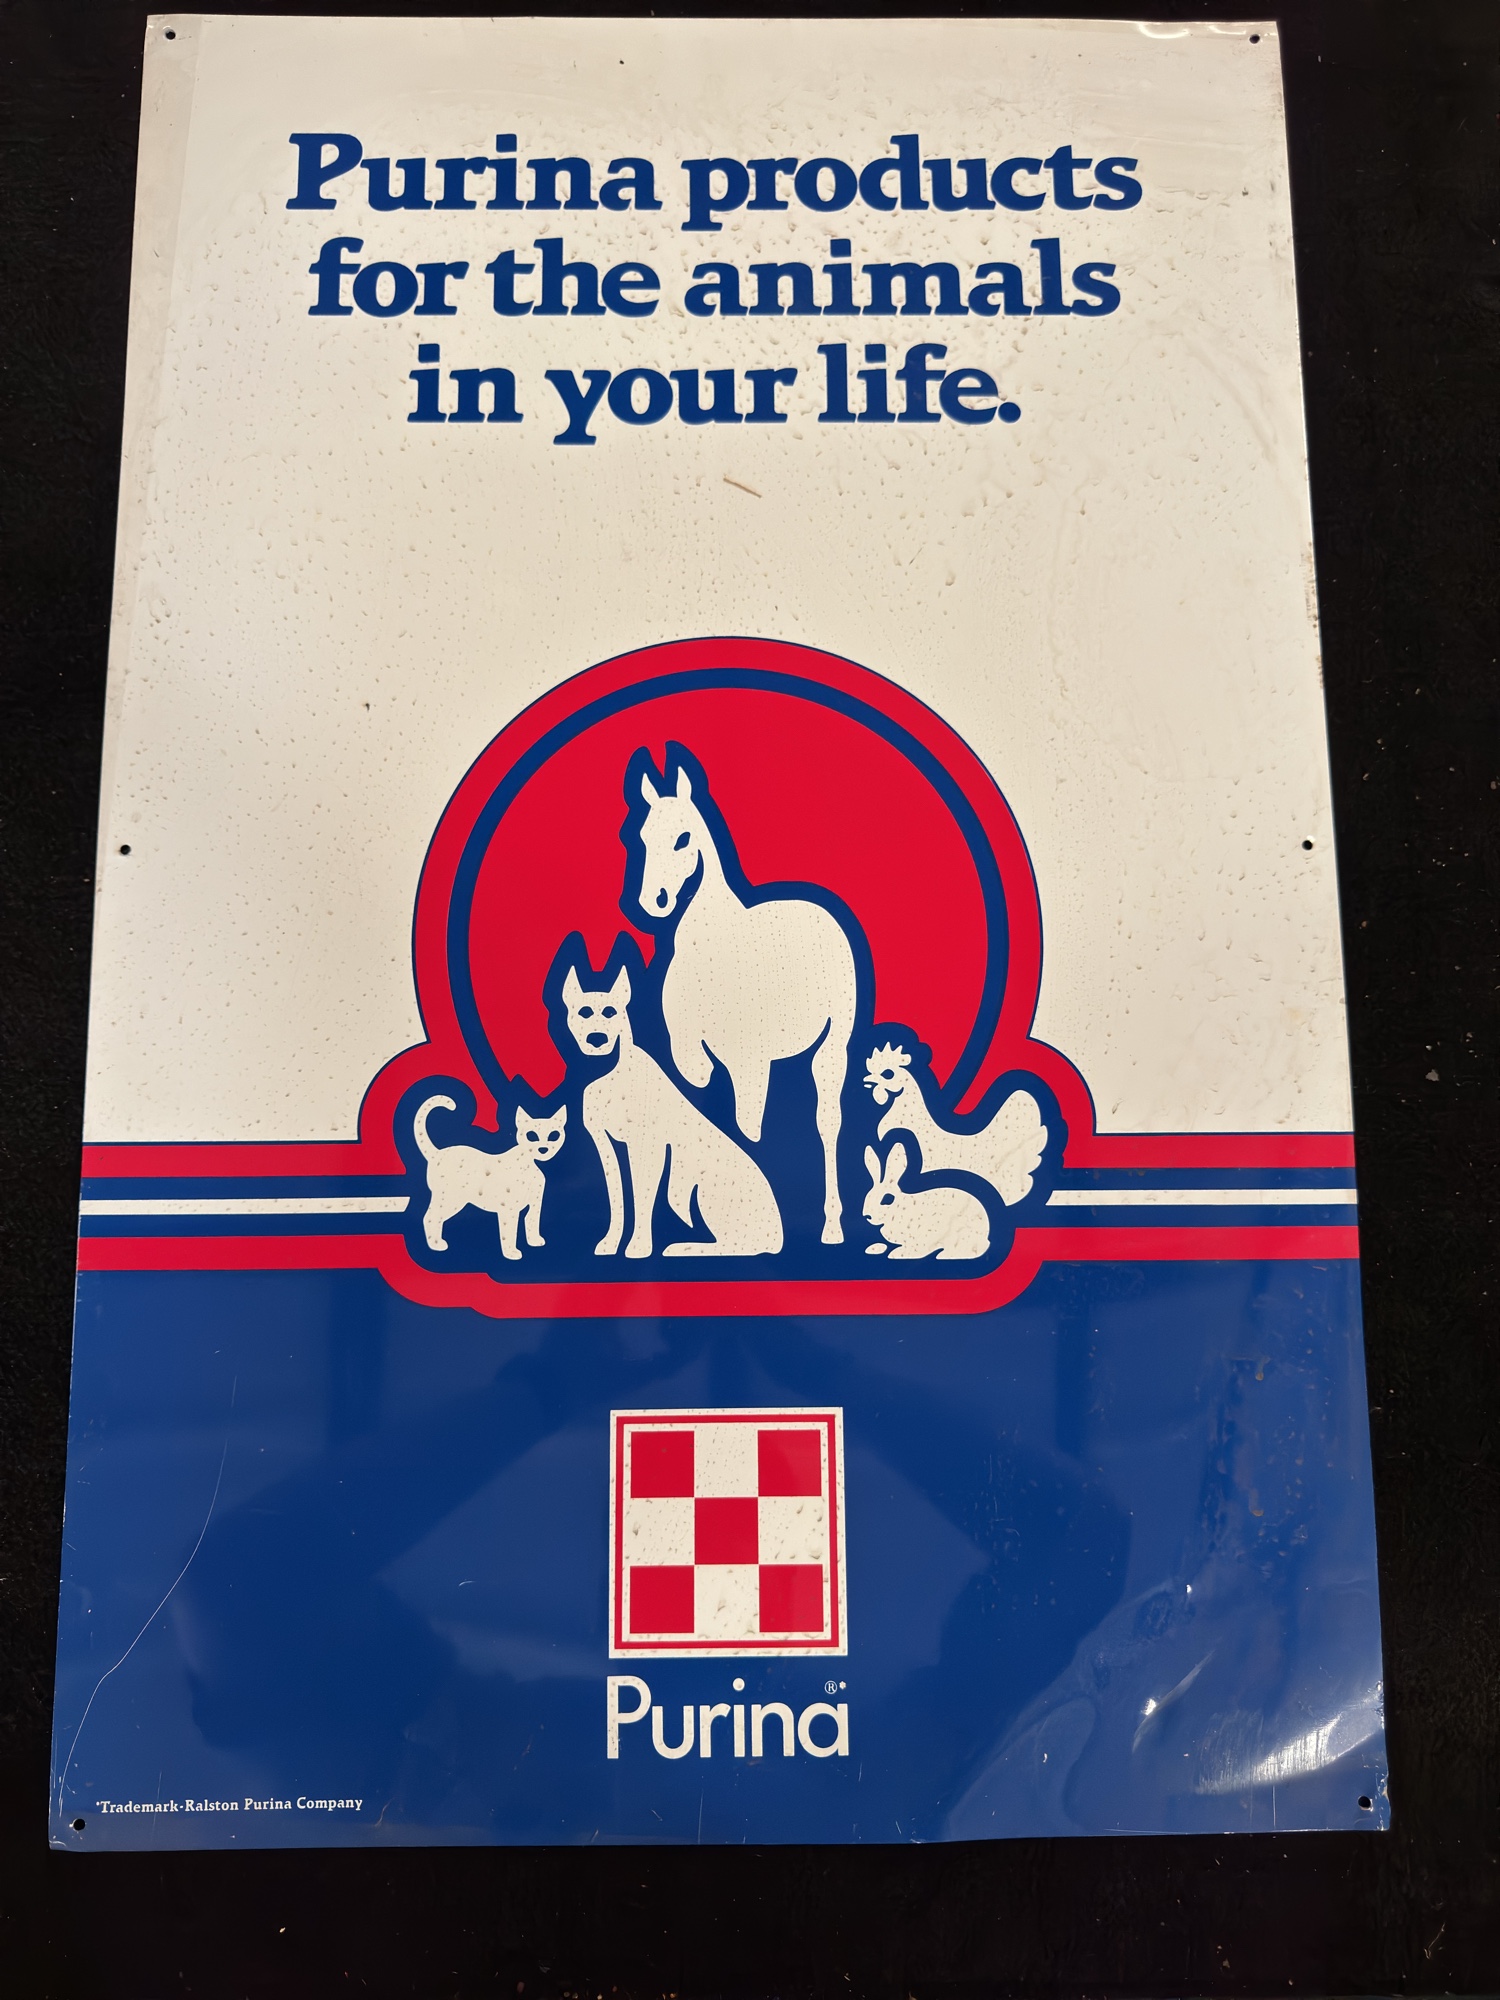 Purina products
for the animals
in your life.
Purina®*
*Trademark-Ralston Purina Company